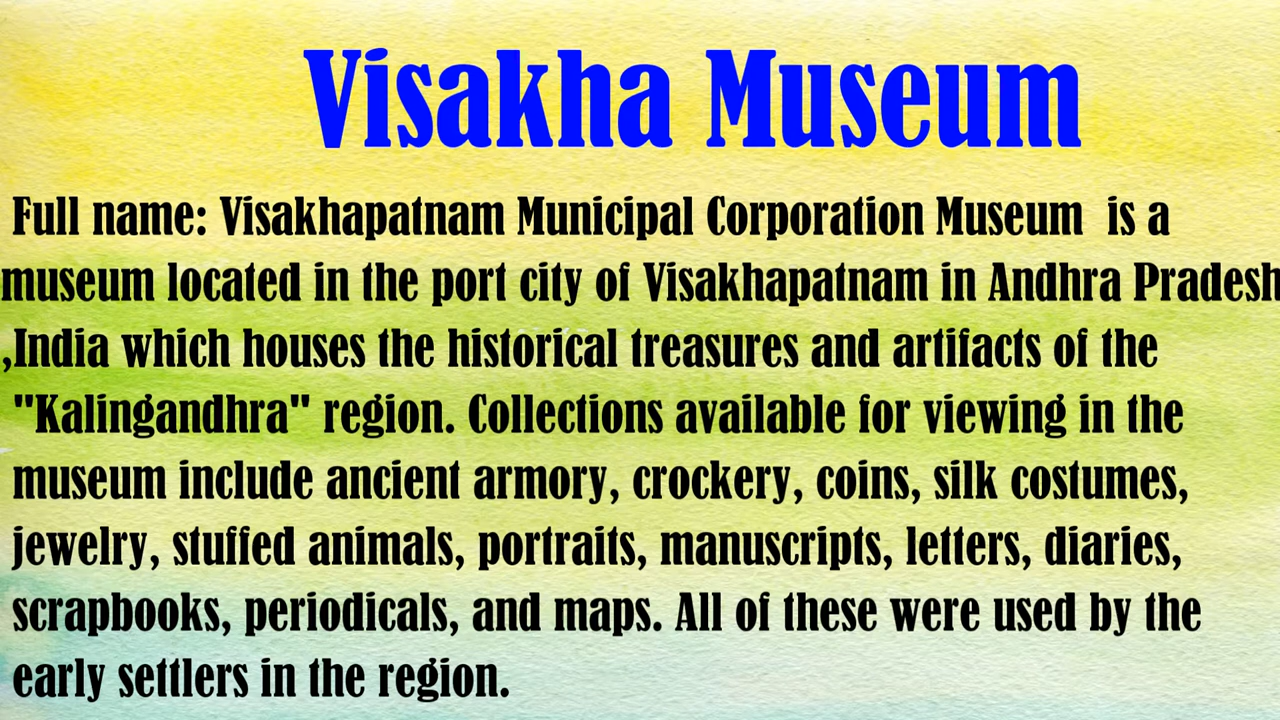 Visakha Museum
Full name: Visakhapatnam Municipal Corporation Museum  is a
museum located in the port city of Visakhapatnam in Andhra Pradesh
,India which houses the historical treasures and artifacts of the
"Kalingandhra" region. Collections available for viewing in the
museum include ancient armory, crockery, coins, silk costumes,
jewelry, stuffed animals, portraits, manuscripts, letters, diaries,
scrapbooks, periodicals, and maps. All of these were used by the
early settlers in the region.